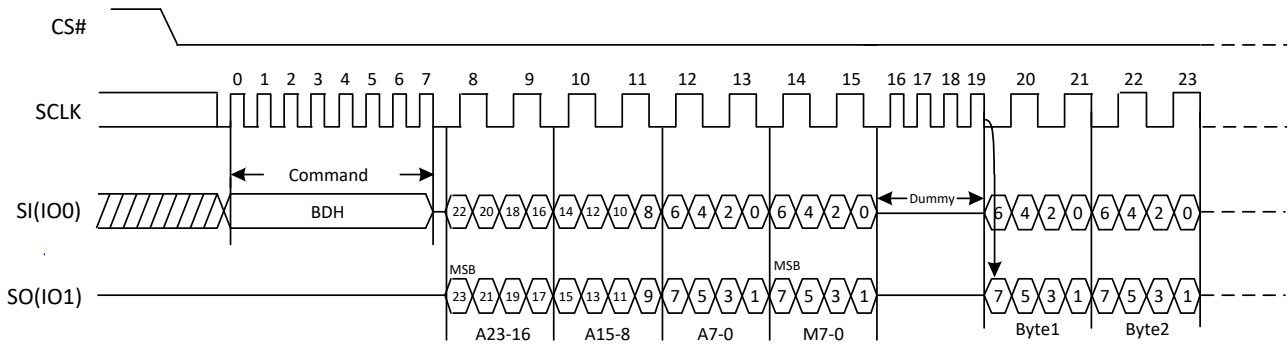 CS#
0 1 2 3 4 5 6 7 8 9 10 11 12 13 14 15 16 17 18 19 20 21 22 23
SCLK
Command
SI(IO0) BDH 22 20 18 16 14 12 10 8 6 4 2 0 6 4 2 0 Dummy 6 4 2 0 6 4 2 0
MSB MSB
SO(IO1) 23 21 19 17 15 13 11 9 7 5 3 1 7 5 3 1 7 5 3 1 7 5 3 1
A23-16 A15-8 A7-0 M7-0 Byte1 Byte2